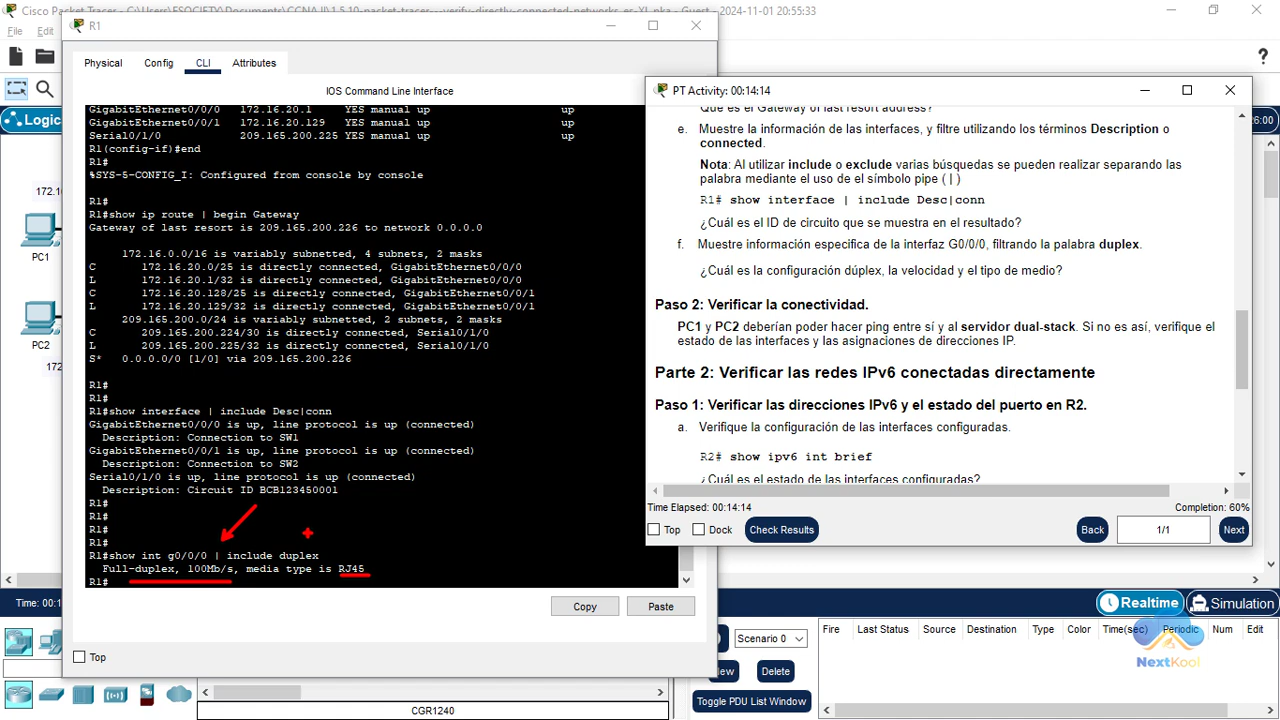 Cisco Packet Tracer - C:\Users\ESOCIETY\Documents\CCNA II\1.5.10-packet-tracer---verify-directly-connected-networks_es-XL.pka - Guest - 2024-11-01 20:55:33
File Edit
Logic
26:00
172.16
PC1
PC2
172
Time: 00:1
R1
Physical Config CLI Attributes
IOS Command Line Interface
GigabitEthernet0/0/0 172.16.20.1 YES manual up up
GigabitEthernet0/0/1 172.16.20.129 YES manual up up
Serial0/1/0 209.165.200.225 YES manual up up
R1(config-if)#end
R1#
%SYS-5-CONFIG_I: Configured from console by console
R1#
R1#show ip route | begin Gateway
Gateway of last resort is 209.165.200.226 to network 0.0.0.0
172.16.0.0/16 is variably subnetted, 4 subnets, 2 masks
C 172.16.20.0/25 is directly connected, GigabitEthernet0/0/0
L 172.16.20.1/32 is directly connected, GigabitEthernet0/0/0
C 172.16.20.128/25 is directly connected, GigabitEthernet0/0/1
L 172.16.20.129/32 is directly connected, GigabitEthernet0/0/1
209.165.200.0/24 is variably subnetted, 2 subnets, 2 masks
C 209.165.200.224/30 is directly connected, Serial0/1/0
L 209.165.200.225/32 is directly connected, Serial0/1/0
S* 0.0.0.0/0 [1/0] via 209.165.200.226
R1#
R1#
R1#show interface | include Desc|conn
GigabitEthernet0/0/0 is up, line protocol is up (connected)
Description: Connection to SW1
GigabitEthernet0/0/1 is up, line protocol is up (connected)
Description: Connection to SW2
Serial0/1/0 is up, line protocol is up (connected)
Description: Circuit ID BCB123450001
R1#
R1#
R1#
R1#
R1#show int g0/0/0 | include duplex
Full-duplex, 100Mb/s, media type is RJ45
R1#
Copy Paste
Top
PT Activity: 00:14:14
Qué es el Gateway of last resort address?
e. Muestre la información de las interfaces, y filtre utilizando los términos Description o
connected.
Nota: Al utilizar include o exclude varias búsquedas se pueden realizar separando las
palabra mediante el uso de el símbolo pipe ( | )
R1# show interface | include Desc|conn
¿Cuál es el ID de circuito que se muestra en el resultado?
f. Muestre información especifica de la interfaz G0/0/0, filtrando la palabra duplex.
¿Cuál es la configuración dúplex, la velocidad y el tipo de medio?
Paso 2: Verificar la conectividad.
PC1 y PC2 deberían poder hacer ping entre sí y al servidor dual-stack. Si no es así, verifique el
estado de las interfaces y las asignaciones de direcciones IP.
Parte 2: Verificar las redes IPv6 conectadas directamente
Paso 1: Verificar las direcciones IPv6 y el estado del puerto en R2.
a. Verifique la configuración de las interfaces configuradas.
R2# show ipv6 int brief
¿Cuál es el estado de las interfaces configuradas?
Time Elapsed: 00:14:14 Completion: 60%
Top Dock Check Results Back 1/1 Next
Realtime Simulation
Scenario 0
Fire Last Status Source Destination Type Color Time(sec) Periodic Num Edit
New Delete
Toggle PDU List Window
NextKool
CGR1240